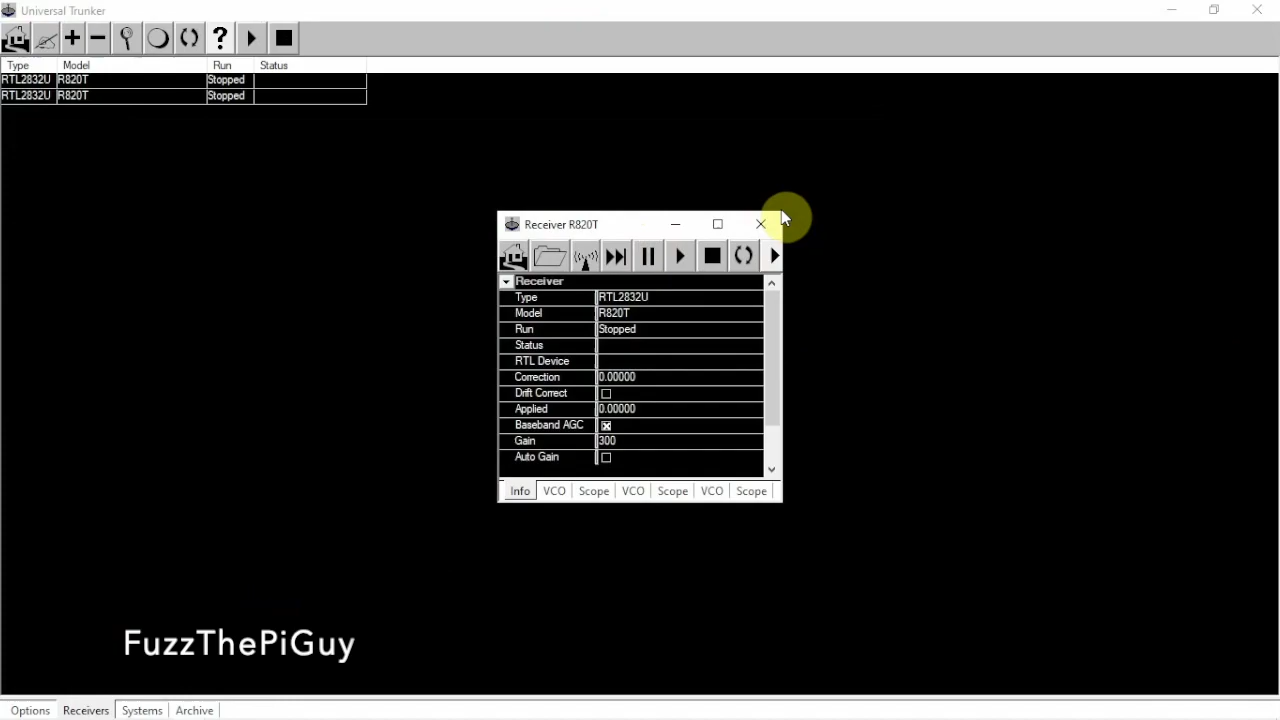 Universal Trunker
?
Type Model Run Status
RTL2832U R820T Stopped
RTL2832U R820T Stopped
Receiver R820T
Receiver
Type RTL2832U
Model R820T
Run Stopped
Status
RTL Device
Correction 0.00000
Drift Correct
Applied 0.00000
Baseband AGC
Gain 300
Auto Gain
Info VCO Scope VCO Scope VCO Scope
FuzzThePiGuy
Options Receivers Systems Archive